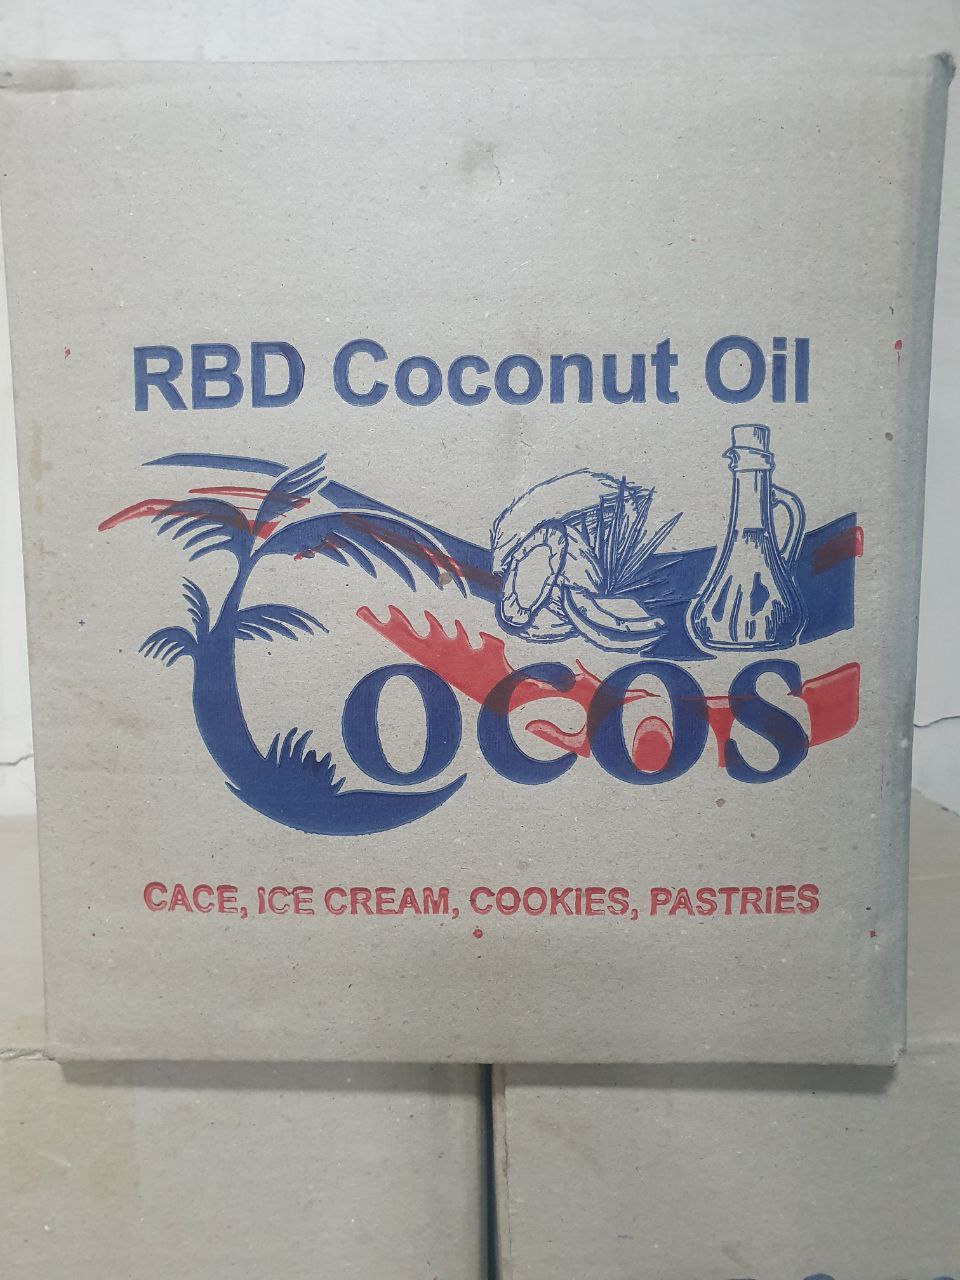 RBD Coconut Oil
Cocos
CACE, ICE CREAM, COOKIES, PASTRIES